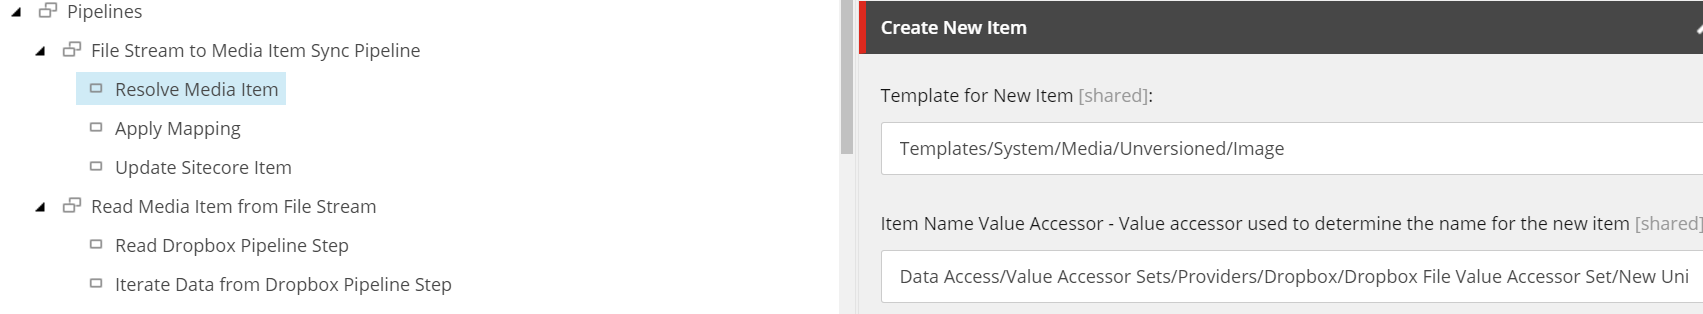 Pipelines
File Stream to Media Item Sync Pipeline
Resolve Media Item
Apply Mapping
Update Sitecore Item
Read Media Item from File Stream
Read Dropbox Pipeline Step
Iterate Data from Dropbox Pipeline Step
Create New Item
Template for New Item [shared]:
Templates/System/Media/Unversioned/Image
Item Name Value Accessor - Value accessor used to determine the name for the new item [shared]
Data Access/Value Accessor Sets/Providers/Dropbox/Dropbox File Value Accessor Set/New Uni